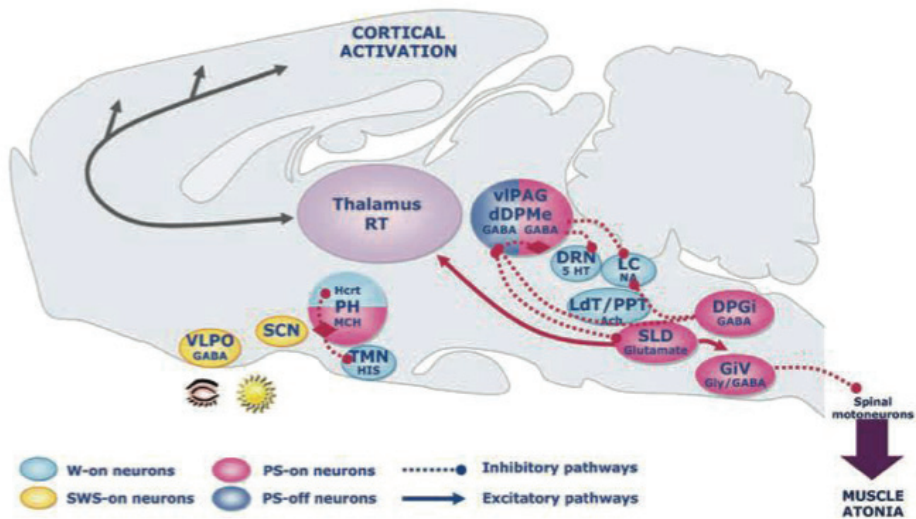 CORTICAL
ACTIVATION
Thalamus
RT
vlPAG
dDPMe
GABA GABA
DRN
5 HT
LC
NA
Hcrt
PH
MCH
LdT/PPT
Ach
DPGi
GABA
SCN
VLPO
GABA
TMN
HIS
SLD
Glutamate
GiV
Gly/GABA
Spinal
motoneurons
W-on neurons
PS-on neurons
Inhibitory pathways
SWS-on neurons
PS-off neurons
Excitatory pathways
MUSCLE
ATONIA